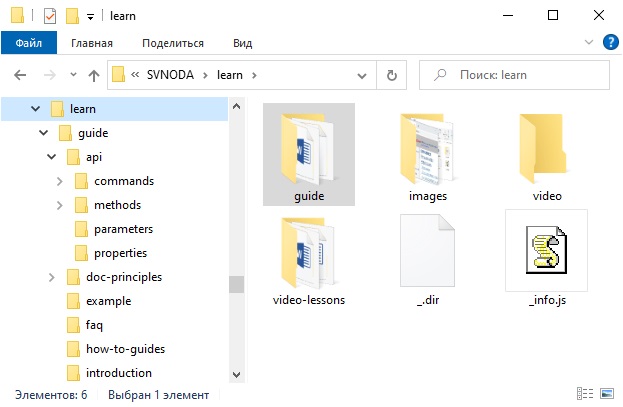 learn
Файл Главная Поделиться Вид
« SVNODA learn Поиск: learn
learn
guide
api
commands
methods
parameters
properties
doc-principles
example
faq
how-to-guides
introduction
guide images video
video-lessons _.dir _info.js
Элементов: 6 Выбран 1 элемент